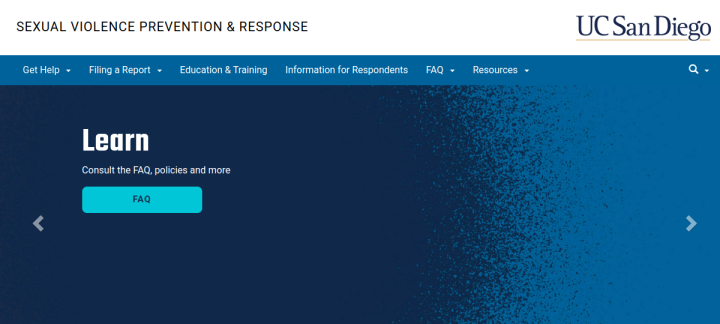 SEXUAL VIOLENCE PREVENTION & RESPONSE
UC San Diego
Get Help Filing a Report Education & Training Information for Respondents FAQ Resources
Learn
Consult the FAQ, policies and more
FAQ